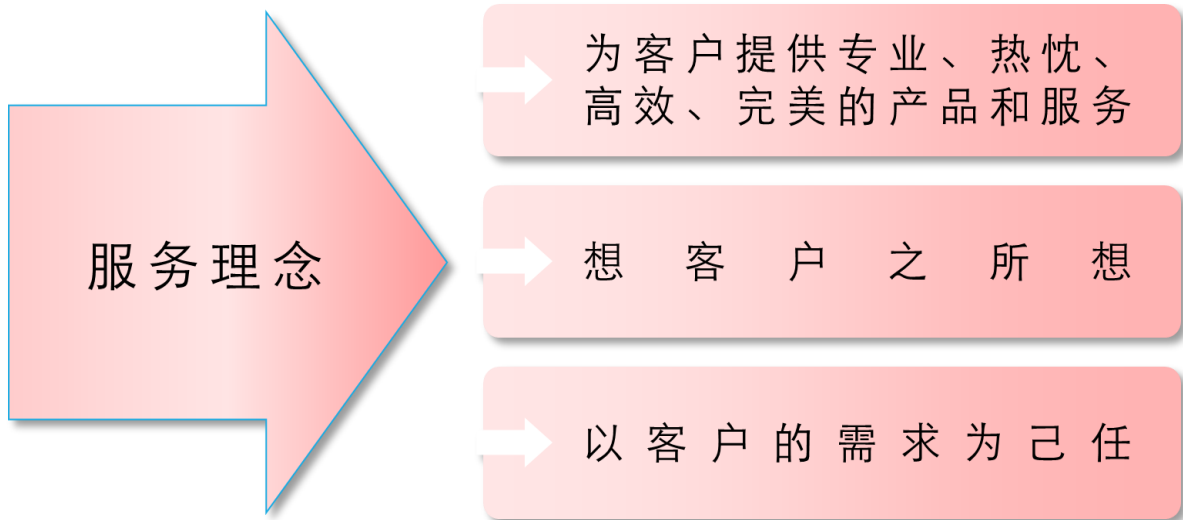 服务理念
为客户提供专业、热忱、
高效、完美的产品和服务
想客户之所想
以客户的需求为己任